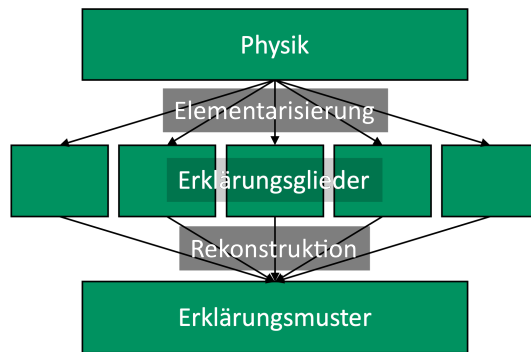 Physik
Elementarisierung
Erklärungsglieder
Rekonstruktion
Erklärungsmuster